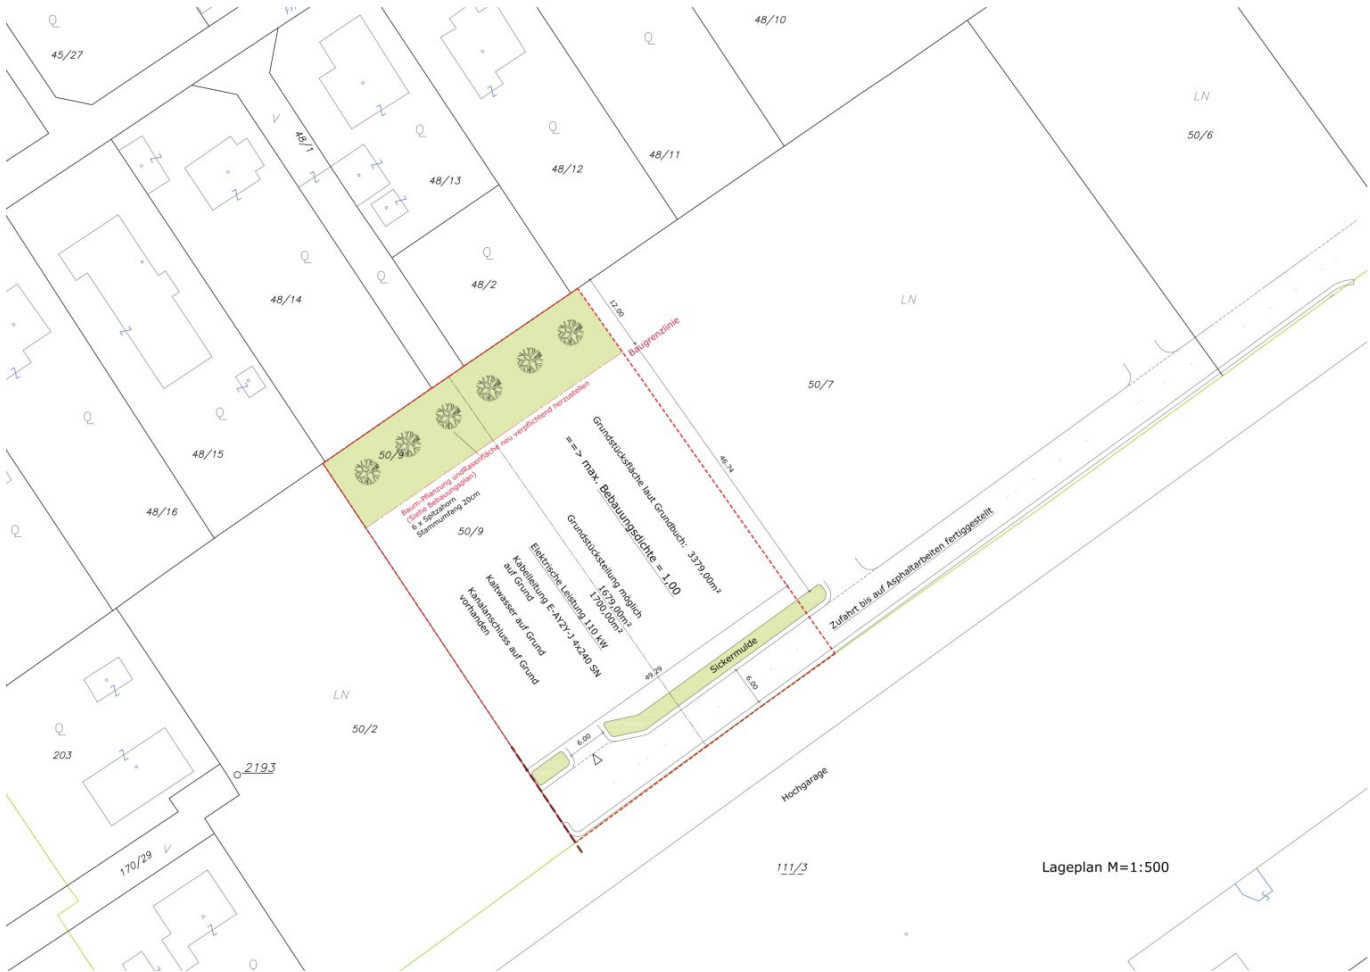 45/27
Q
48/10
Q
LN
50/6
V
48/1
Q
48/13
Q
48/12
48/11
Q
48/14
Q
Q
48/2
LN
12.00
Baugrenzlinie
50/7
Q
48/15
Q
48/16
Q
50/9
Baum-Pflanzung undRasenfläche neu verpflichtend herzustellen
(Siehe Bebauungsplan)
6 x Spitzahorn
Stammumfang 20cm
50/9
46.74
Grundstücksfläche laut Grundbuch: 3379,00m²
==> max. Bebauungsdichte = 1,00
Grundstücksteilung möglich
1679,00m²
1700,00m²
Elektrische Leistung 110 kW
Kabelleitung E-AY2Y-J 4x240 SN
auf Grund
Kaltwasser auf Grund
Kanalanschluss auf Grund
vorhanden
Zufahrt bis auf Asphaltarbeiten fertiggestellt
Sickermulde
49.29
6.00
6.00
LN
50/2
Q
203
2193
170/29
V
Q
Hochgarage
111/3
Lageplan M=1:500